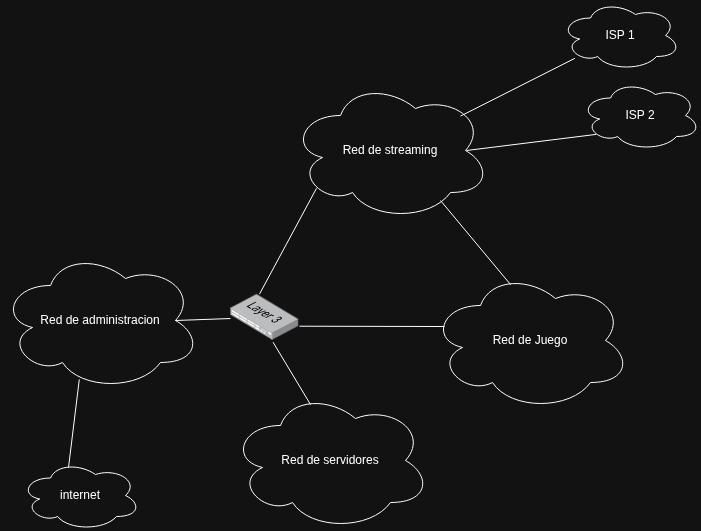 ISP 1
ISP 2
Red de streaming
Layer 3
Red de administracion
Red de Juego
Red de servidores
internet